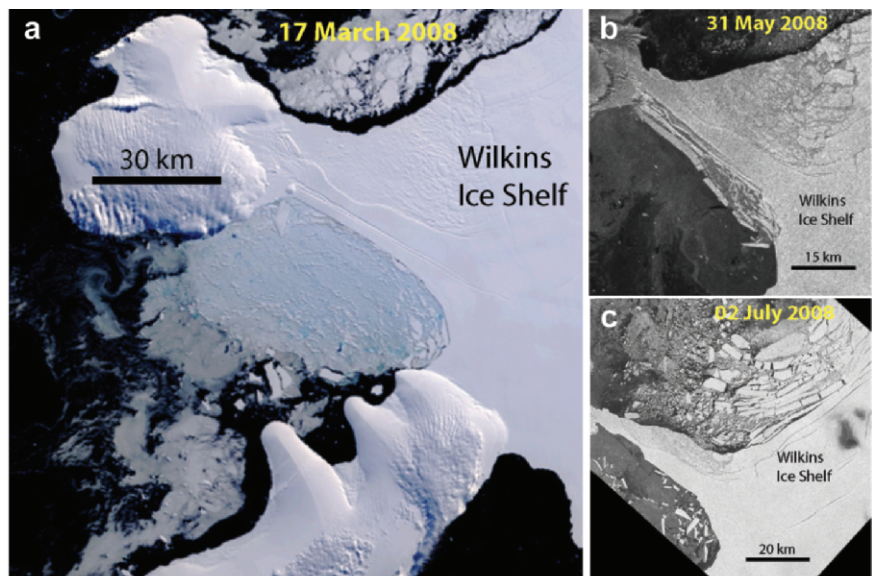 a
17 March 2008
30 km
Wilkins
Ice Shelf
b
31 May 2008
Wilkins
Ice Shelf
15 km
c
02 July 2008
Wilkins
Ice Shelf
20 km